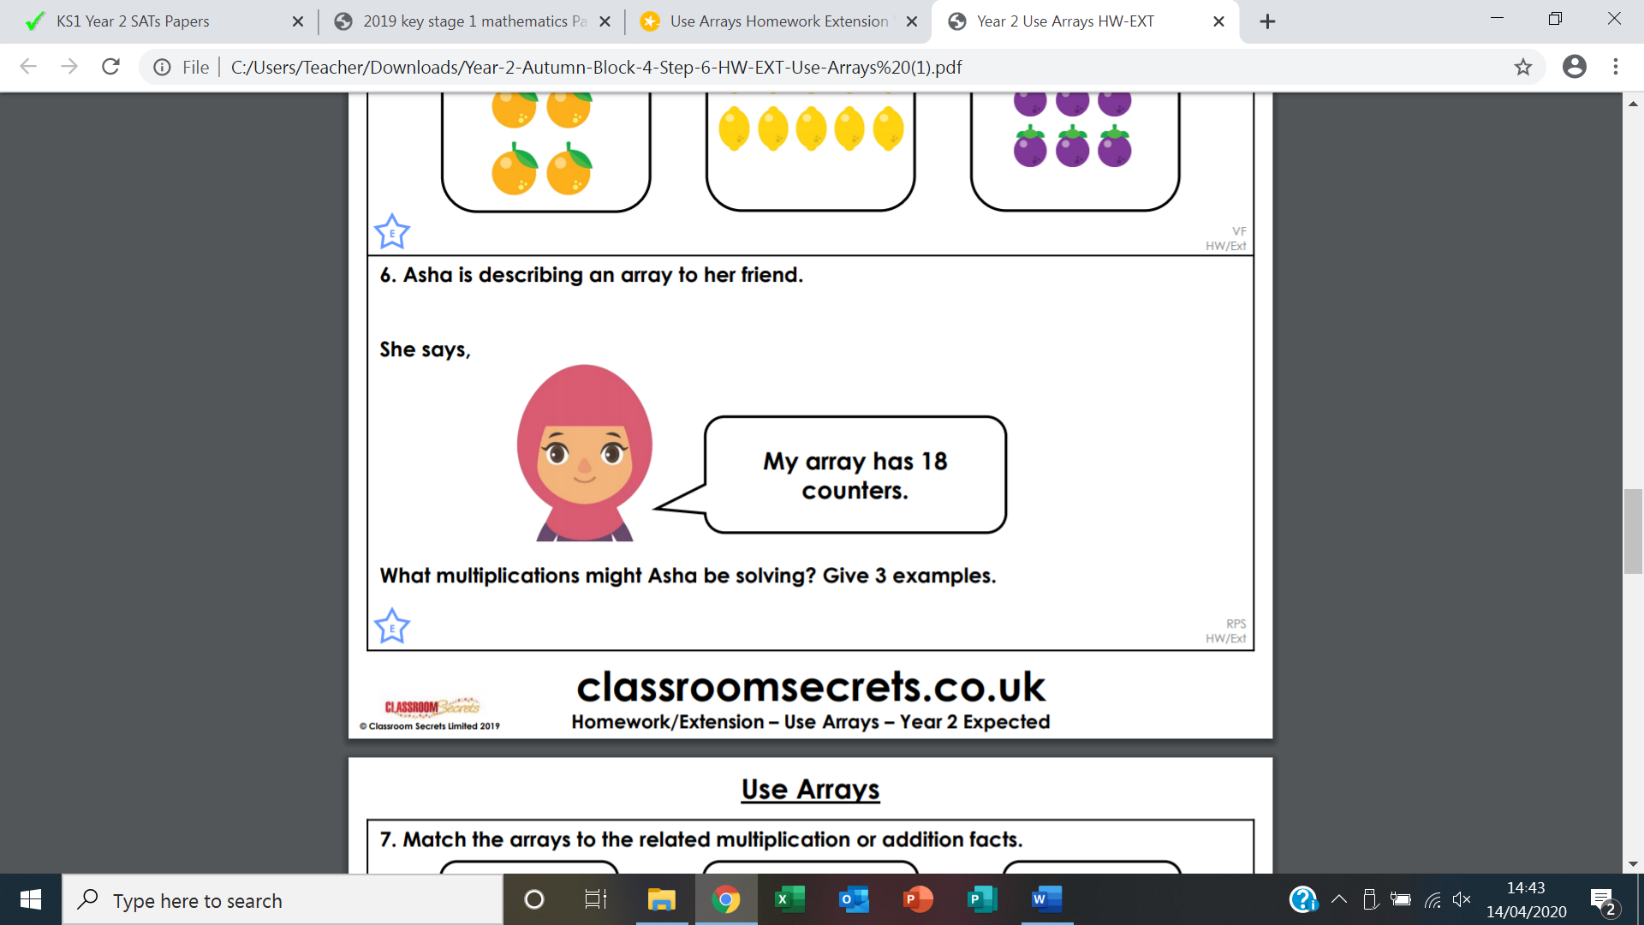 KS1 Year 2 SATs Papers
2019 key stage 1 mathematics Pa
Use Arrays Homework Extension
Year 2 Use Arrays HW-EXT
File
C:/Users/Teacher/Downloads/Year-2-Autumn-Block-4-Step-6-HW-EXT-Use-Arrays%20(1).pdf
E
VF
HW/Ext
6. Asha is describing an array to her friend.
She says,
My array has 18
counters.
What multiplications might Asha be solving? Give 3 examples.
E
RPS
HW/Ext
classroomsecrets.co.uk
CLASSROOM Secrets
© Classroom Secrets Limited 2019
Homework/Extension – Use Arrays – Year 2 Expected
Use Arrays
7. Match the arrays to the related multiplication or addition facts.
Type here to search
14:43
14/04/2020
2